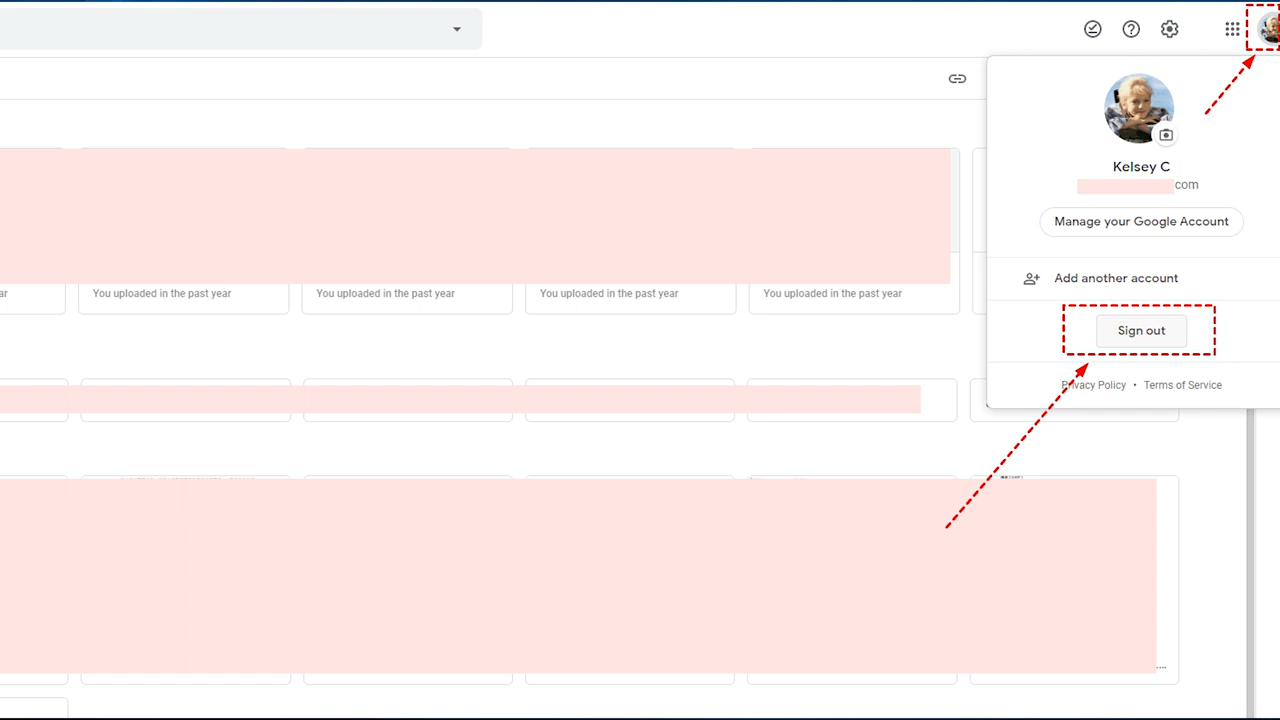 Kelsey C
com
Manage your Google Account
Add another account
Sign out
Privacy Policy • Terms of Service
You uploaded in the past year
You uploaded in the past year
You uploaded in the past year
You uploaded in the past year